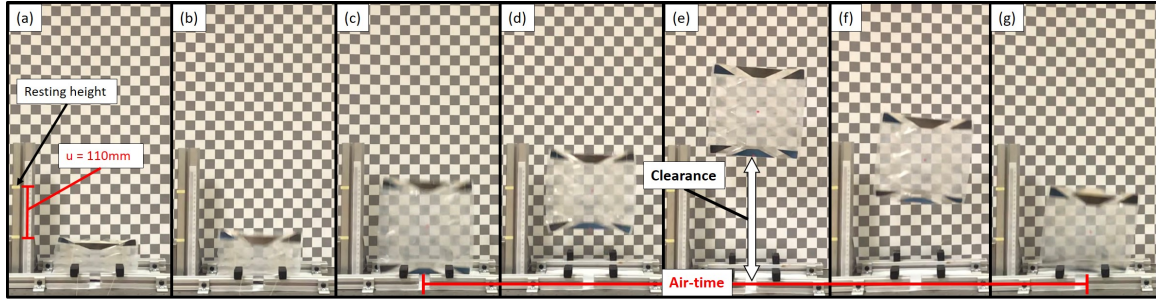 (a)
(b)
(c)
(d)
(e)
(f)
(g)
Resting height
u = 110mm
Clearance
Air-time